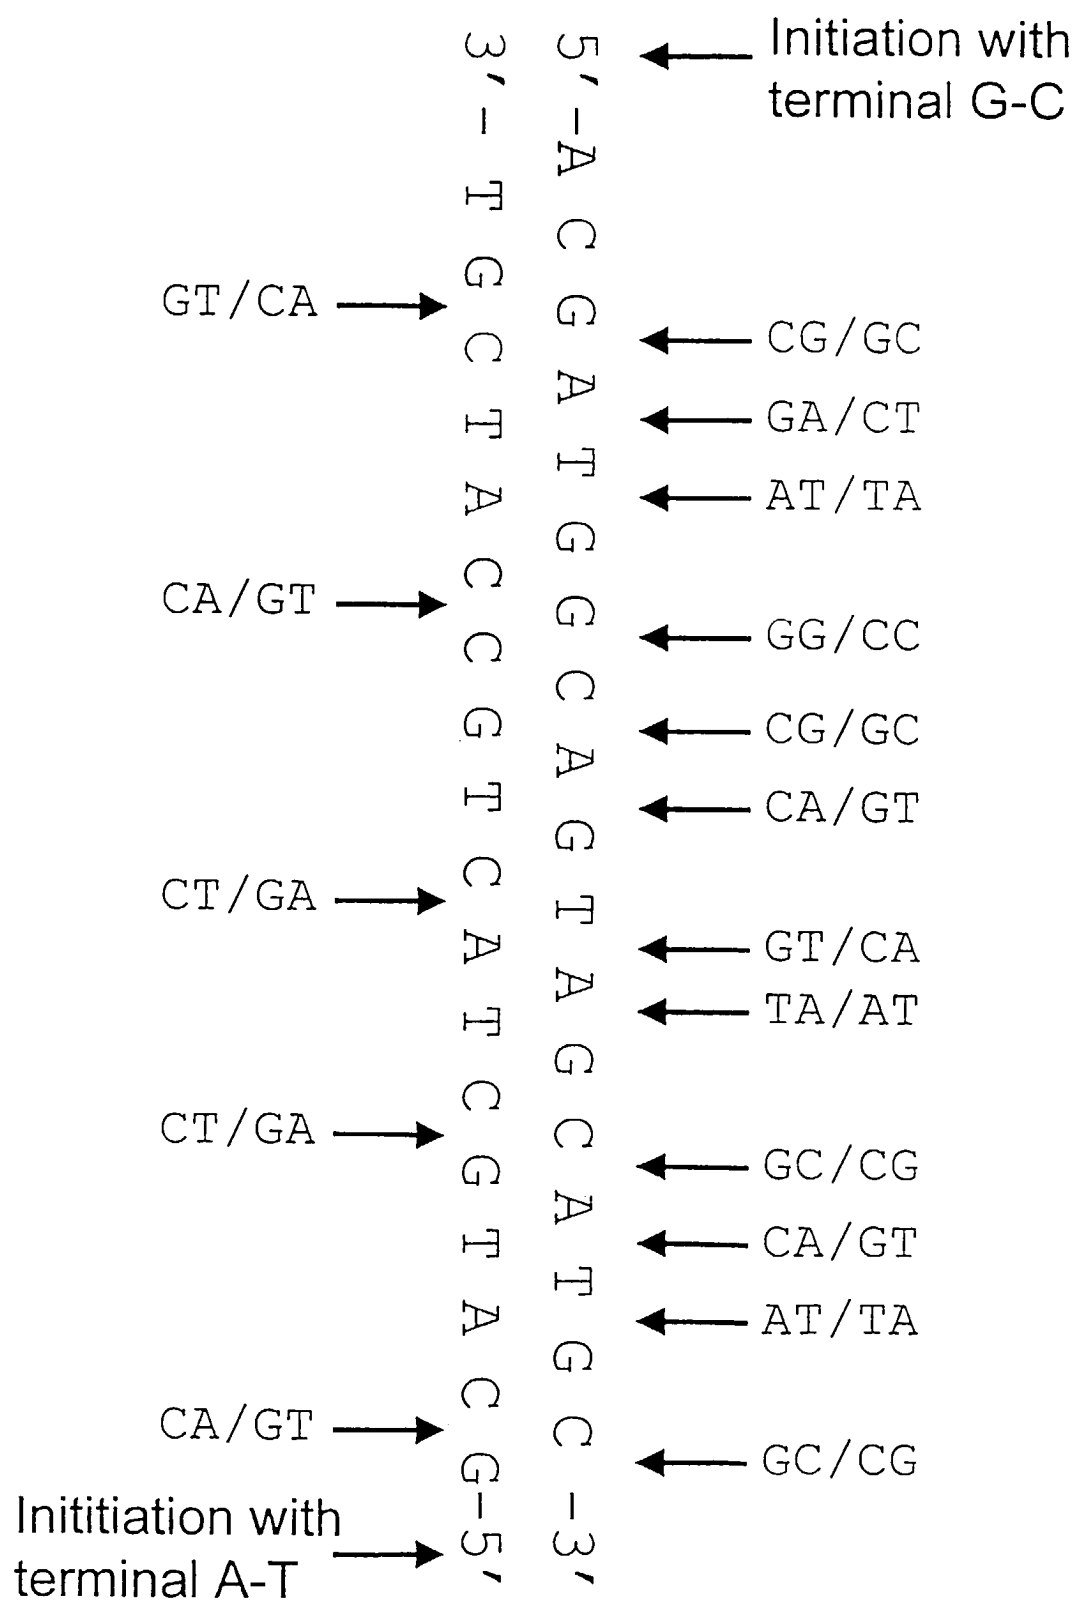 Initiation with
terminal G-C
5'-ACGATGGCAGTAGCATGC-3'
3'-TGCTACCGTCATCGTACG-5'
GT/CA
CG/GC
GA/CT
AT/TA
CA/GT
GG/CC
CG/GC
CA/GT
CT/GA
GT/CA
TA/AT
CT/GA
GC/CG
CA/GT
AT/TA
CA/GT
GC/CG
Inititiation with
terminal A-T